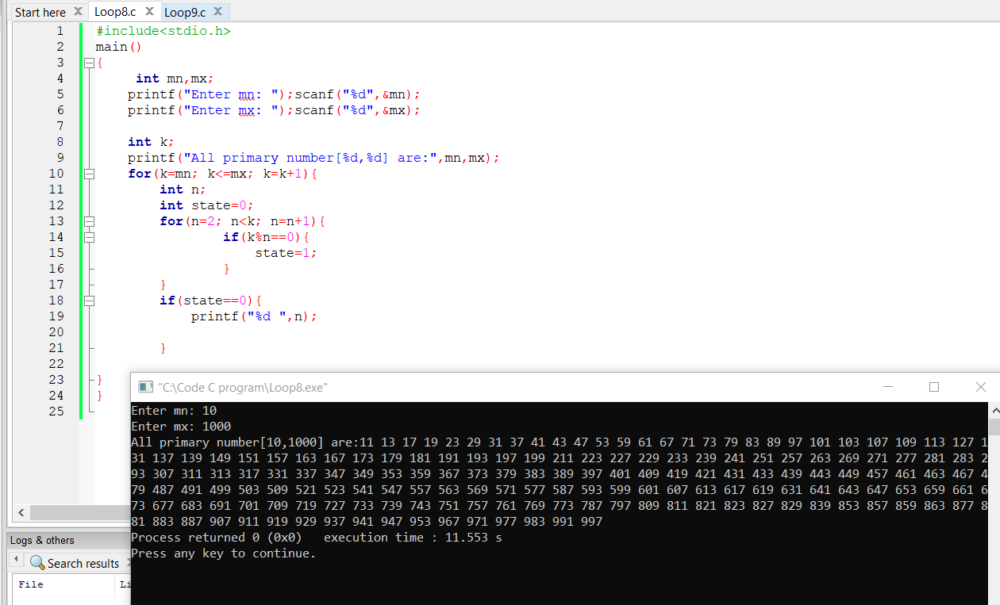 Start here X Loop8.c X Loop9.c X
1 #include<stdio.h>
2 main()
3 {
4 int mn,mx;
5 printf("Enter mn: ");scanf("%d",&mn);
6 printf("Enter mx: ");scanf("%d",&mx);
7
8 int k;
9 printf("All primary number[%d,%d] are:",mn,mx);
10 for(k=mn; k<=mx; k=k+1){
11 int n;
12 int state=0;
13 for(n=2; n<k; n=n+1){
14 if(k%n==0){
15 state=1;
16 }
17 }
18 if(state==0){
19 printf("%d ",n);
20
21 }
22
23 }
24 }
25
"C:\Code C program\Loop8.exe"
Enter mn: 10
Enter mx: 1000
All primary number[10,1000] are:11 13 17 19 23 29 31 37 41 43 47 53 59 61 67 71 73 79 83 89 97 101 103 107 109 113 127 1
31 137 139 149 151 157 163 167 173 179 181 191 193 197 199 211 223 227 229 233 239 241 251 257 263 269 271 277 281 283 2
93 307 311 313 317 331 337 347 349 353 359 367 373 379 383 389 397 401 409 419 421 431 433 439 443 449 457 461 463 467 4
79 487 491 499 503 509 521 523 541 547 557 563 569 571 577 587 593 599 601 607 613 617 619 631 641 643 647 653 659 661 6
73 677 683 691 701 709 719 727 733 739 743 751 757 761 769 773 787 797 809 811 821 823 827 829 839 853 857 859 863 877 8
81 883 887 907 911 919 929 937 941 947 953 967 971 977 983 991 997
Process returned 0 (0x0) execution time : 11.553 s
Press any key to continue.
Logs & others
Search results
File Li